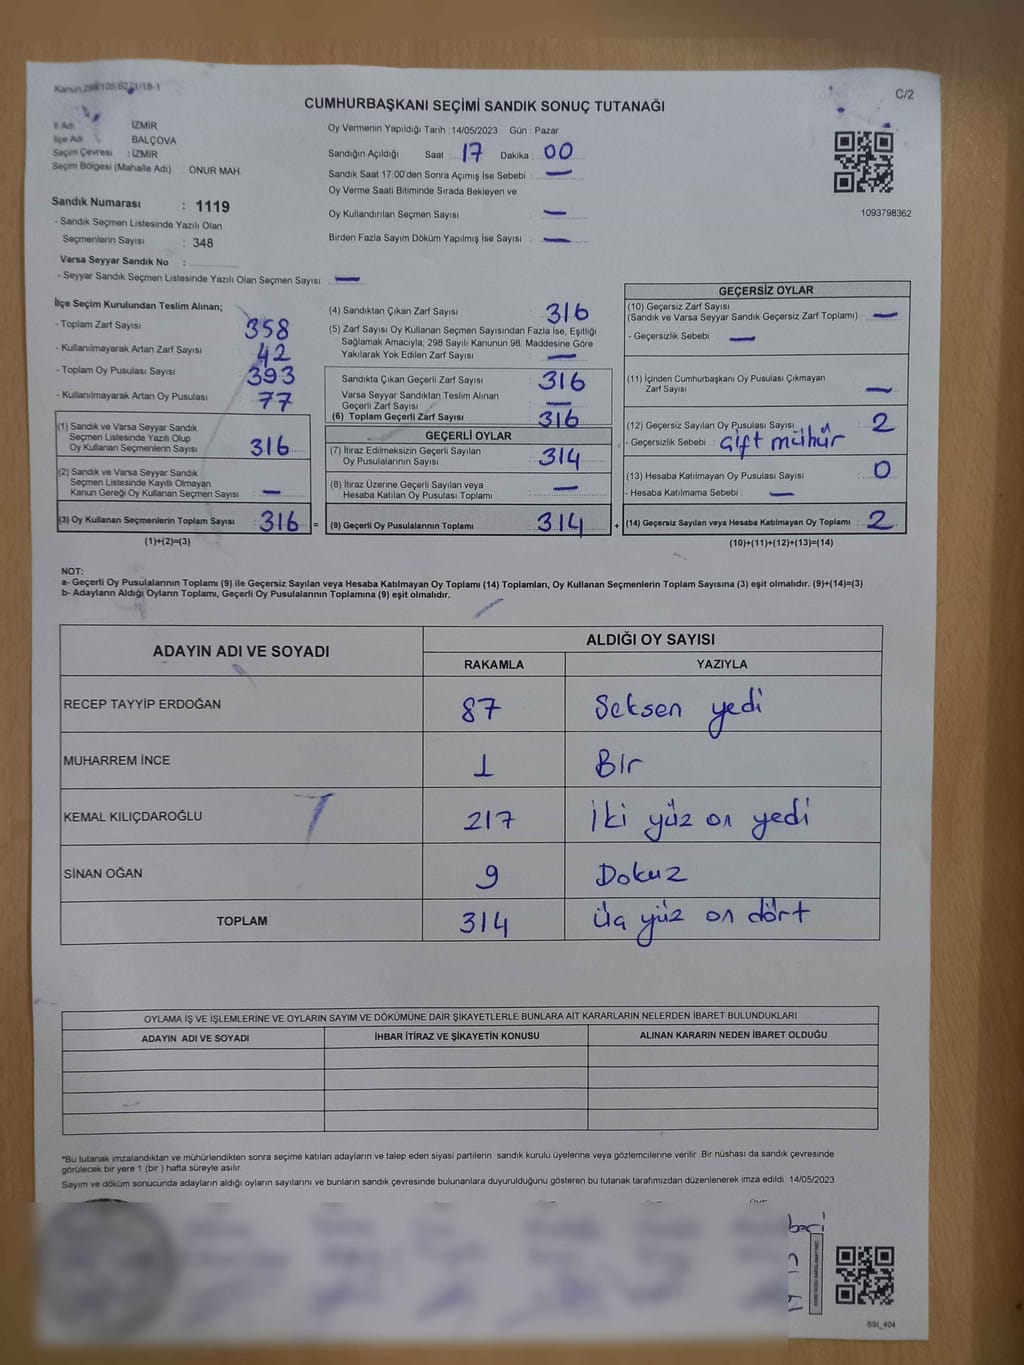 C/2
CUMHURBAŞKANI SEÇİMİ SANDIK SONUÇ TUTANAĞI
İl Adı İZMİR
İlçe Adı BALÇOVA
Seçim Çevresi : İZMİR
Seçim Bölgesi (Mahalle Adı) : ONUR MAH.
Sandık Numarası : 1119
- Sandık Seçmen Listesinde Yazılı Olan
Seçmenlerin Sayısı : 348
Varsa Seyyar Sandık No :
- Seyyar Sandık Seçmen Listesinde Yazılı Olan Seçmen Sayısı : —
Oy Vermenin Yapıldığı Tarih : 14/05/2023 Gün : Pazar
Sandığın Açıldığı Saat : 17 Dakika : 00
Sandık Saat 17:00'den Sonra Açımış İse Sebebi : —
Oy Verme Saati Bitiminde Sırada Bekleyen ve
Oy Kullandırılan Seçmen Sayısı : —
Birden Fazla Sayım Döküm Yapılmış İse Sayısı : —
1093798362
İlçe Seçim Kurulundan Teslim Alınan;
- Toplam Zarf Sayısı : 358
- Kullanılmayarak Artan Zarf Sayısı : 42
- Toplam Oy Pusulası Sayısı : 393
- Kullanılmayarak Artan Oy Pusulası : 77
(1) Sandık ve Varsa Seyyar Sandık
Seçmen Listesinde Yazılı Olup
Oy Kullanan Seçmenlerin Sayısı : 316
(2) Sandık ve Varsa Seyyar Sandık
Seçmen Listesinde Kayıtlı Olmayan
Kanun Gereği Oy Kullanan Seçmen Sayısı : —
(3) Oy Kullanan Seçmenlerin Toplam Sayısı : 316 =
(1)+(2)=(3)
(4) Sandıktan Çıkan Zarf Sayısı : 316
(5) Zarf Sayısı Oy Kullanan Seçmen Sayısından Fazla İse, Eşitliği
Sağlamak Amacıyla; 298 Sayılı Kanunun 98. Maddesine Göre
Yakılarak Yok Edilen Zarf Sayısı : —
Sandıkta Çıkan Geçerli Zarf Sayısı : 316
Varsa Seyyar Sandıktan Teslim Alınan
Geçerli Zarf Sayısı : —
(6) Toplam Geçerli Zarf Sayısı : 316
GEÇERLİ OYLAR
(7) İtiraz Edilmeksizin Geçerli Sayılan
Oy Pusulalarının Sayısı : 314
(8) İtiraz Üzerine Geçerli Sayılan veya
Hesaba Katılan Oy Pusulası Toplamı : —
(9) Geçerli Oy Pusulalarının Toplamı : 314 +
GEÇERSİZ OYLAR
(10) Geçersiz Zarf Sayısı
(Sandık ve Varsa Seyyar Sandık Geçersiz Zarf Toplamı) : —
- Geçersizlik Sebebi : —
(11) İçinden Cumhurbaşkanı Oy Pusulası Çıkmayan
Zarf Sayısı : —
(12) Geçersiz Sayılan Oy Pusulası Sayısı : 2
- Geçersizlik Sebebi : Çift mühür
(13) Hesaba Katılmayan Oy Pusulası Sayısı : 0
- Hesaba Katılmama Sebebi : —
(14) Geçersiz Sayılan veya Hesaba Katılmayan Oy Toplamı : 2
(10)+(11)+(12)+(13)=(14)
NOT:
a- Geçerli Oy Pusulalarının Toplamı (9) ile Geçersiz Sayılan veya Hesaba Katılmayan Oy Toplamı (14) Toplamları, Oy Kullanan Seçmenlerin Toplam Sayısına (3) eşit olmalıdır. (9)+(14)=(3)
b- Adayların Aldığı Oyların Toplamı, Geçerli Oy Pusulalarının Toplamına (9) eşit olmalıdır.
ADAYIN ADI VE SOYADI
ALDIĞI OY SAYISI
RAKAMLA YAZIYLA
RECEP TAYYİP ERDOĞAN 87 Seksen yedi
MUHARREM İNCE 1 Bir
KEMAL KILIÇDAROĞLU 217 İki yüz on yedi
SİNAN OĞAN 9 Dokuz
TOPLAM 314 Üç yüz on dört
OYLAMA İŞ VE İŞLEMLERİNE VE OYLARIN SAYIM VE DÖKÜMÜNE DAİR ŞİKAYETLERLE BUNLARA AİT KARARLARIN NELERDEN İBARET BULUNDUKLARI
ADAYIN ADI VE SOYADI İHBAR İTİRAZ VE ŞİKAYETİN KONUSU ALINAN KARARIN NEDEN İBARET OLDUĞU
*Bu tutanak imzalandıktan ve mühürlendikten sonra seçime katılan adayların ve talep eden siyasi partilerin sandık kurulu üyelerine veya gözlemcilerine verilir. Bir nüshası da sandık çevresinde
görülecek bir yere 1 (bir ) hafta süreyle asılır.
Sayım ve döküm sonucunda adayların aldığı oyların sayılarını ve bunların sandık çevresinde bulunanlara duyurulduğunu gösteren bu tutanak tarafımızdan düzenlenerek imza edildi. 14/05/2023
BSI_404